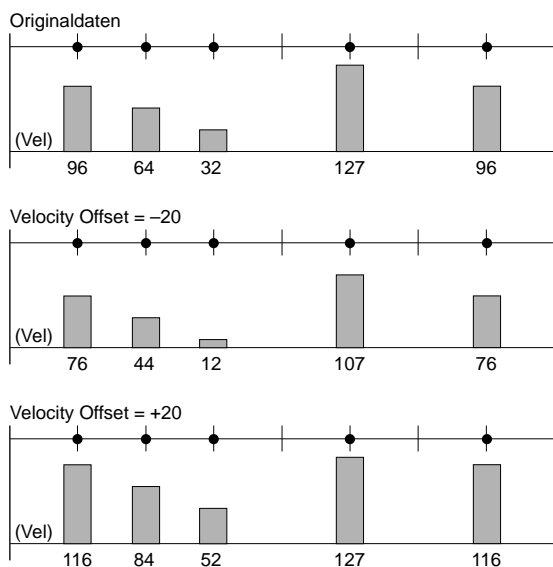 Originaldaten
(Vel)
96 64 32 127 96
Velocity Offset = –20
(Vel)
76 44 12 107 76
Velocity Offset = +20
(Vel)
116 84 52 127 116